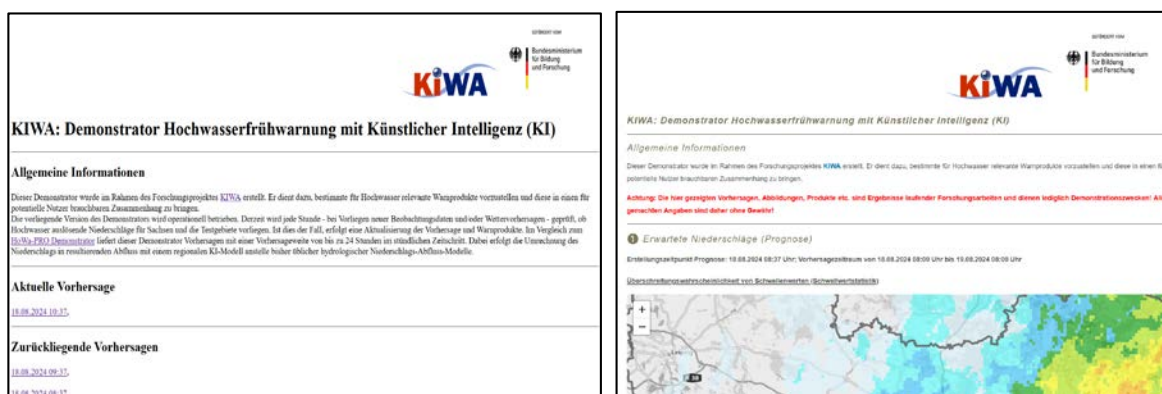 GEFÖRDERT VOM
Bundesministerium
für Bildung
und Forschung
KiWA
KIWA: Demonstrator Hochwasserfrühwarnung mit Künstlicher Intelligenz (KI)
Allgemeine Informationen
Dieser Demonstrator wurde im Rahmen des Forschungsprojektes KIWA erstellt. Er dient dazu, bestimmte für Hochwasser relevante Warnprodukte vorzustellen und diese in einen für
potentielle Nutzer brauchbaren Zusammenhang zu bringen.
Die vorliegende Version des Demonstrators wird operationell betrieben. Derzeit wird jede Stunde - bei Vorliegen neuer Beobachtungsdaten und/oder Wettervorhersagen - geprüft, ob
Hochwasser auslösende Niederschläge für Sachsen und die Testgebiete vorliegen. Ist dies der Fall, erfolgt eine Aktualisierung der Vorhersage und Warnprodukte. Im Vergleich zum
HoWa-PRO Demonstrator liefert dieser Demonstrator Vorhersagen mit einer Vorhersageweite von bis zu 24 Stunden im stündlichen Zeitschritt. Dabei erfolgt die Umrechnung des
Niederschlags in resultierenden Abfluss mit einem regionalen KI-Modell anstelle bisher üblicher hydrologischer Niederschlags-Abfluss-Modelle.
Aktuelle Vorhersage
18.08.2024 10:37,
Zurückliegende Vorhersagen
18.08.2024 09:37,
18.08.2024 08:37
GEFÖRDERT VOM
Bundesministerium
für Bildung
und Forschung
KiWA
KIWA: Demonstrator Hochwasserfrühwarnung mit Künstlicher Intelligenz (KI)
Allgemeine Informationen
Dieser Demonstrator wurde im Rahmen des Forschungsprojektes KIWA erstellt. Er dient dazu, bestimmte für Hochwasser relevante Warnprodukte vorzustellen und diese in einen
potentielle Nutzer brauchbaren Zusammenhang zu bringen.
Achtung: Die hier gezeigten Vorhersagen, Abbildungen, Produkte etc. sind Ergebnisse laufender Forschungsarbeiten und dienen lediglich Demonstrationszwecken! All
gemachten Angaben sind daher ohne Gewähr!
1 Erwartete Niederschläge (Prognose)
Erstellungszeitpunkt Prognose: 18.08.2024 08:37 Uhr; Vorhersagezeitraum von 18.08.2024 08:00 Uhr bis 19.08.2024 08:00 Uhr
Überschreitungswahrscheinlichkeit von Schwellenwerten (Schwellwertstatistik)
+
−